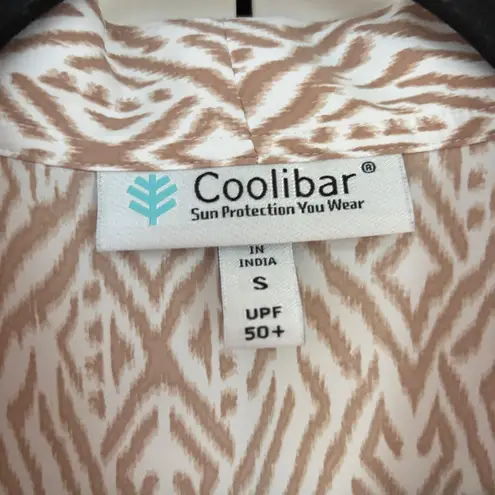 Coolibar®
Sun Protection You Wear
IN
INDIA
S
UPF
50+